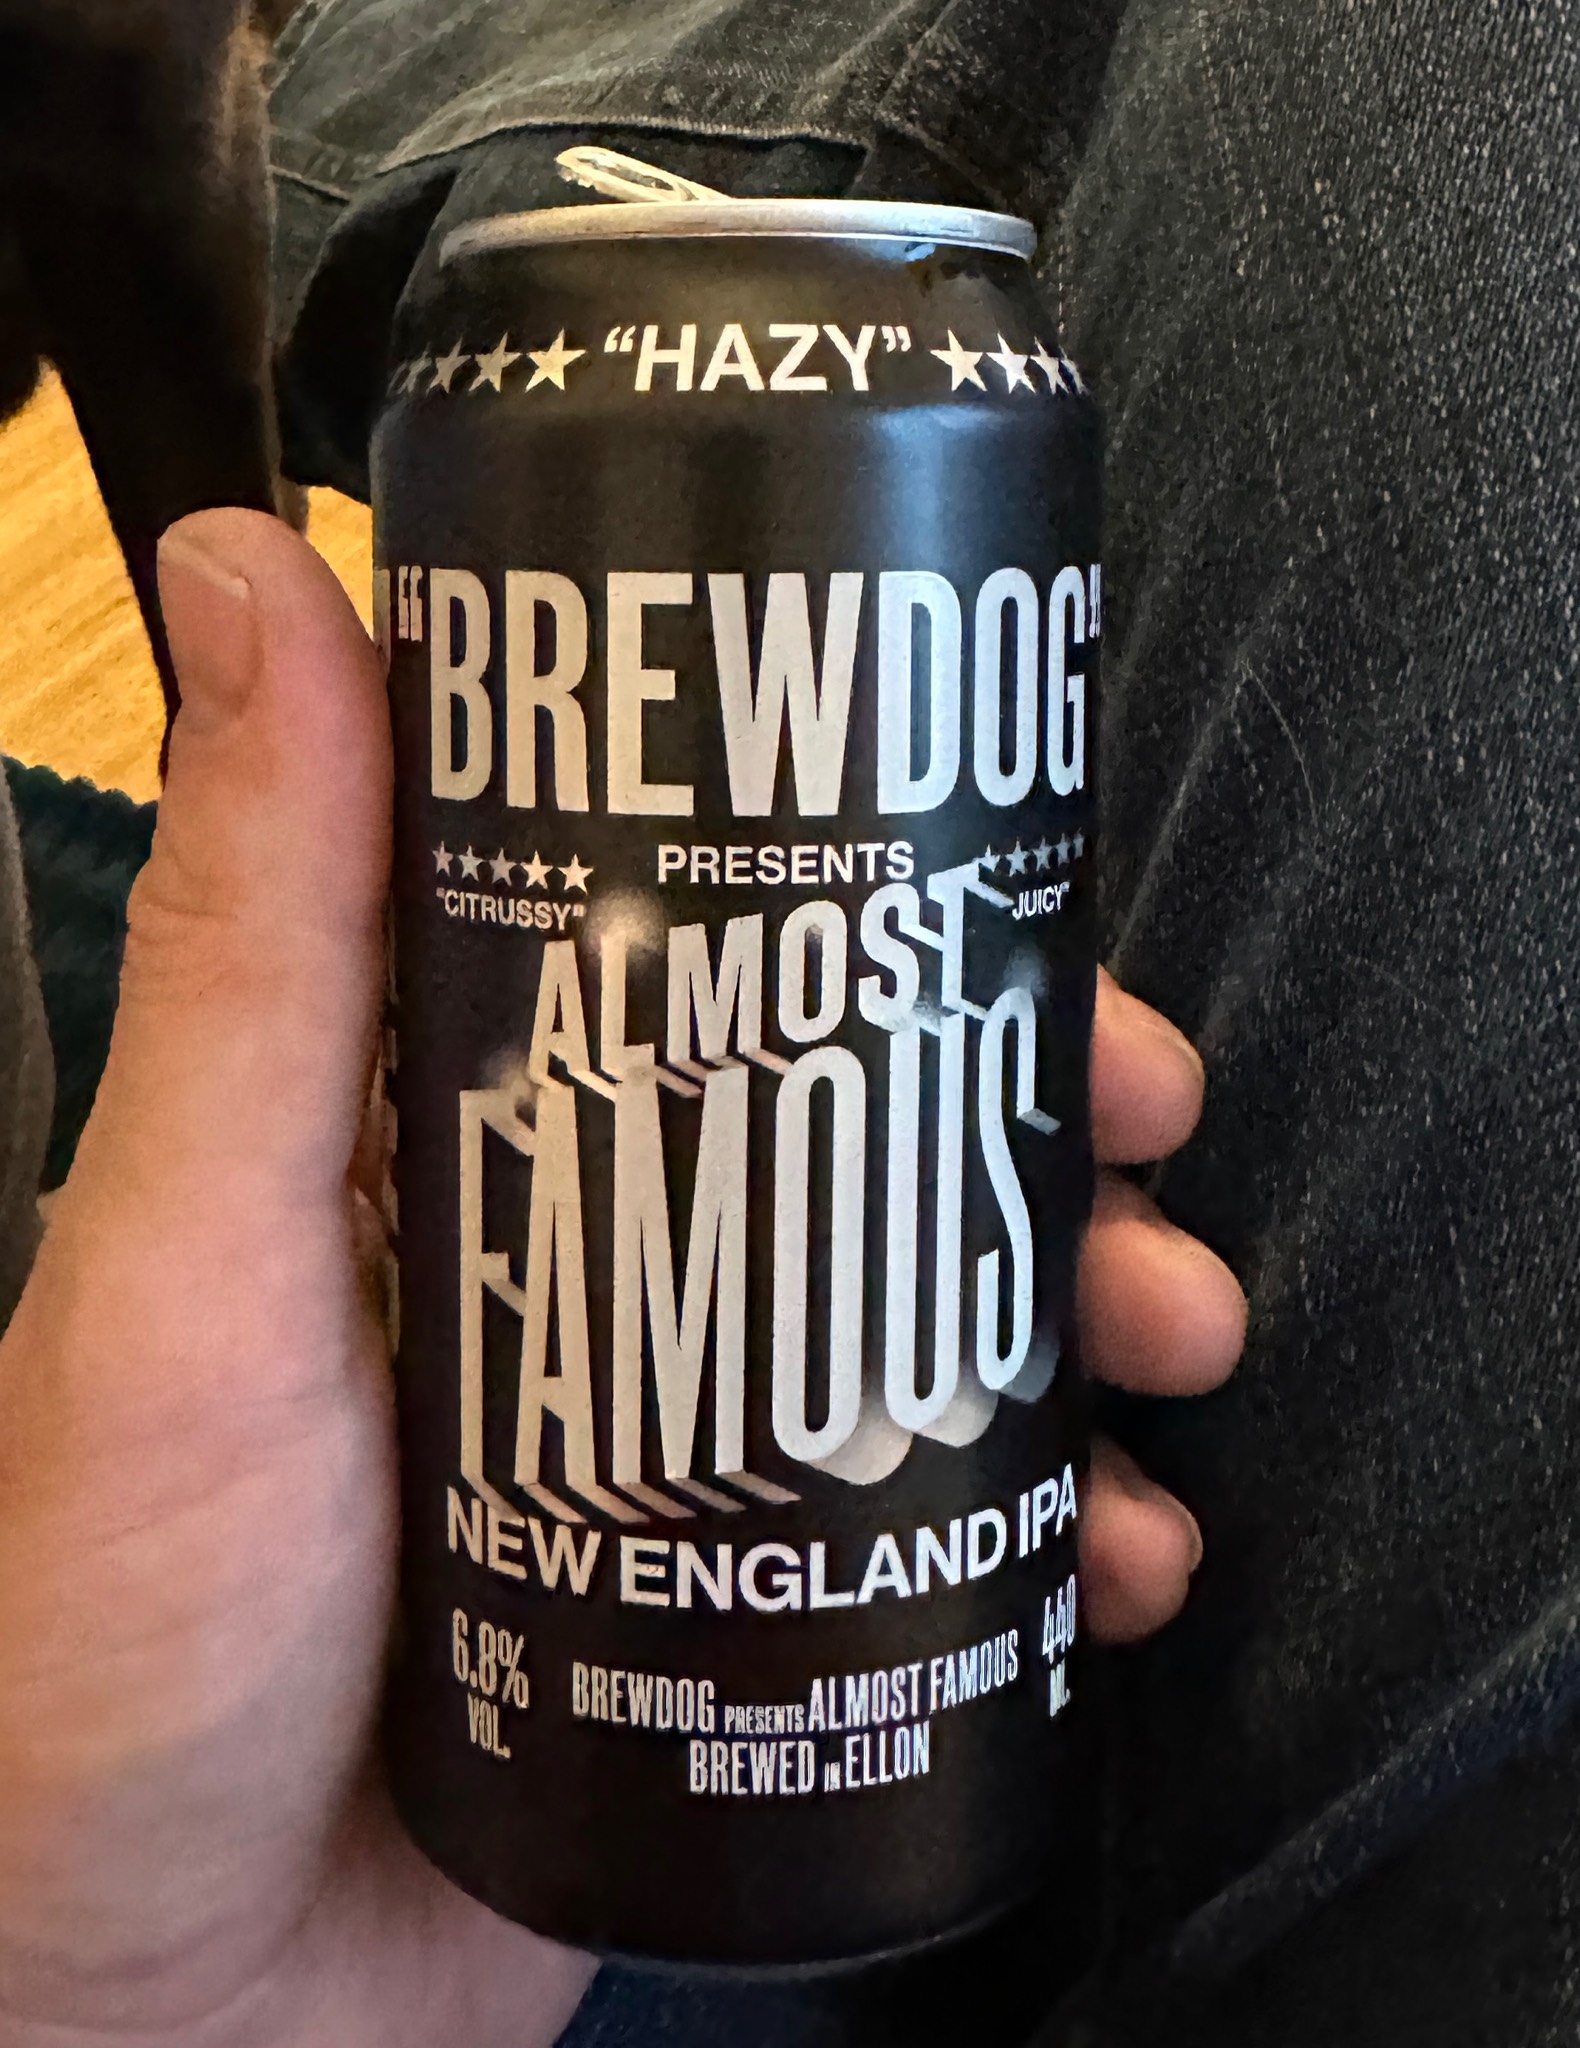 “HAZY”
“BREWDOG”
PRESENTS
“CITRUSSY”
JUICY”
ALMOST
FAMOUS
NEW ENGLAND IPA
6.8%
VOL.
440
ML.
BREWDOG PRESENTS ALMOST FAMOUS
BREWED IN ELLON